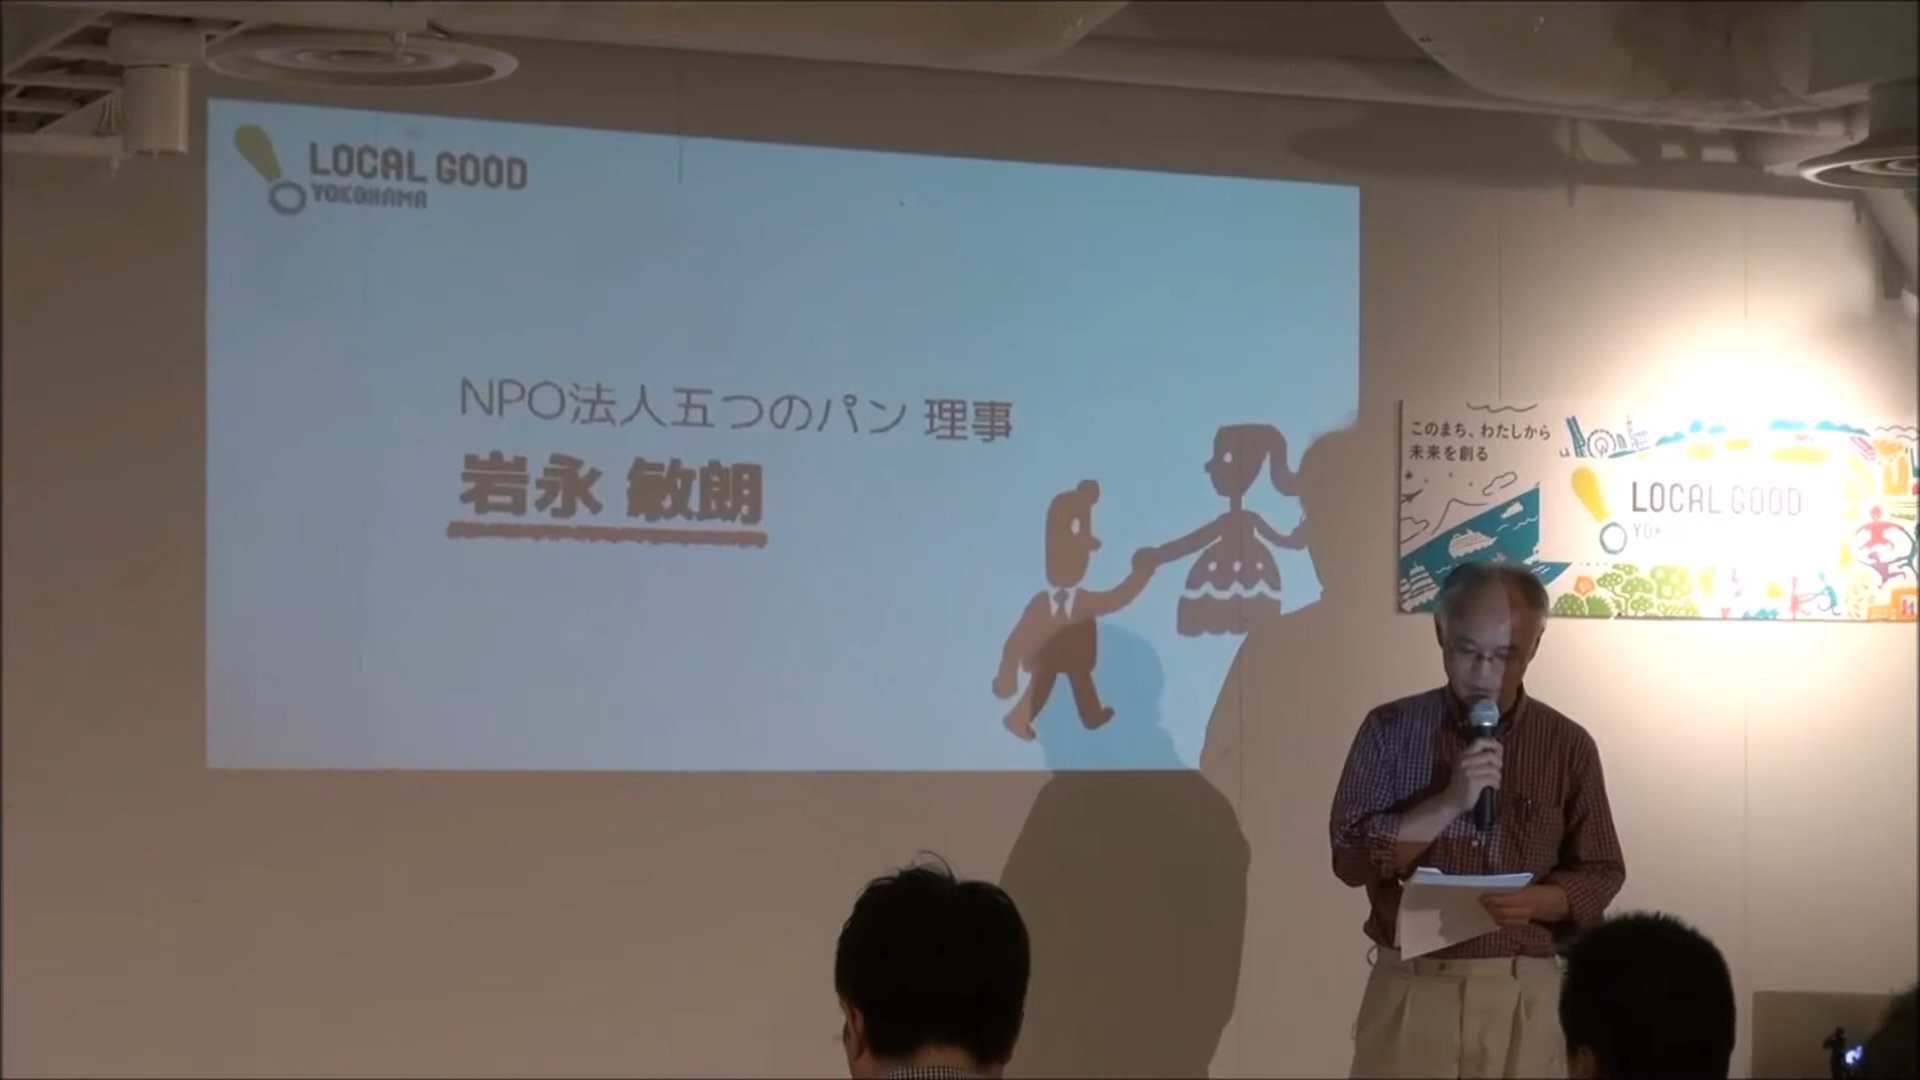 LOCAL GOOD
YOKOHAMA
NPO法人五つのパン 理事
岩永 敏朗
このまち、わたしから
未来を創る
LOCAL GOOD